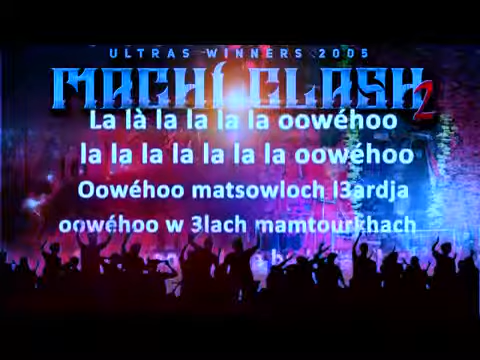 ULTRAS WINNERS 2005
MACHI CLASH 2
La là la la la la oowéhoo
la la la la la la la oowéhoo
Oowéhoo matsowloch l3ardja
oowéhoo w 3lach mamtourkhach